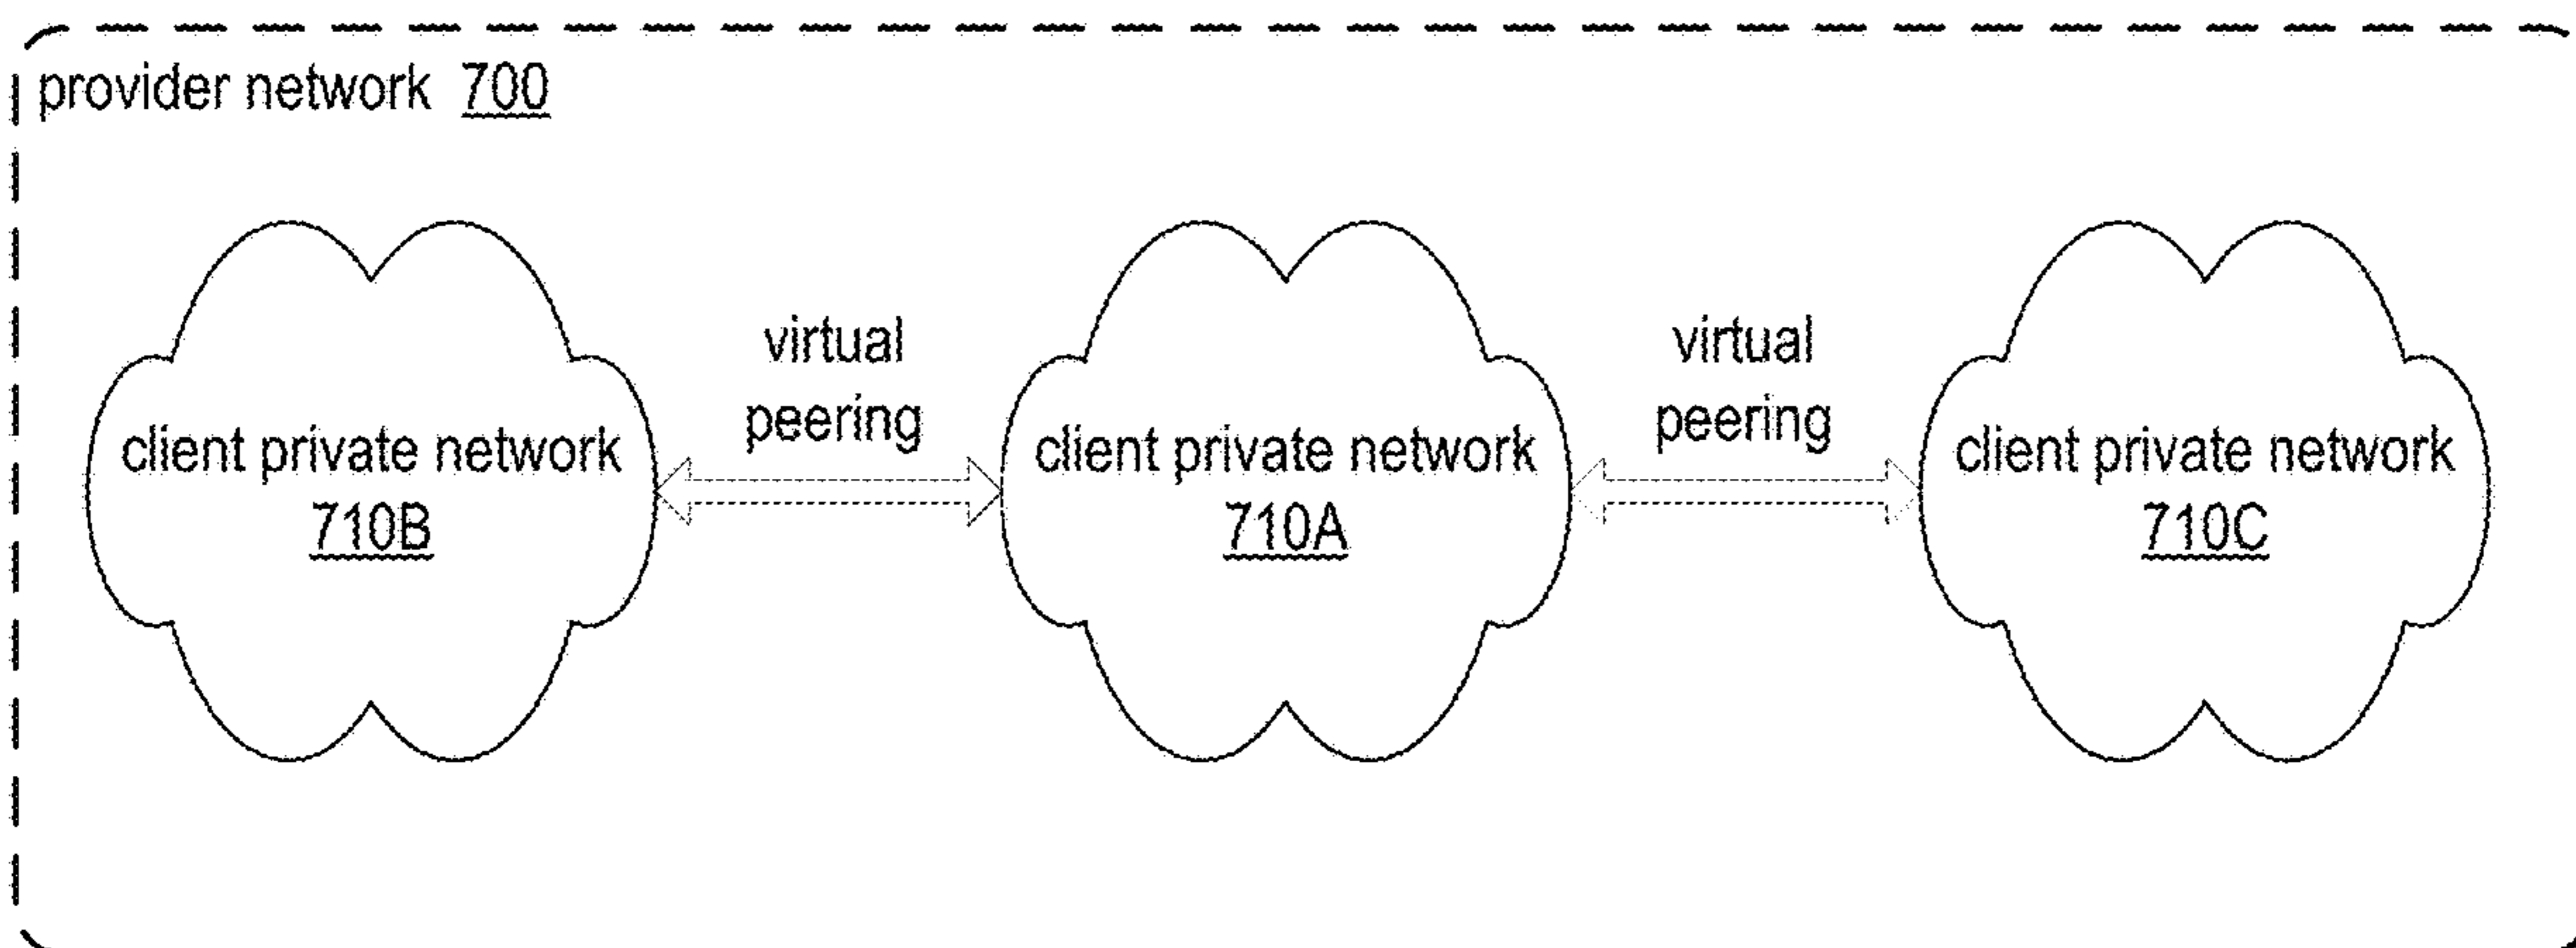 provider network 700
virtual
peering
virtual
peering
client private network
710B
client private network
710A
client private network
710C